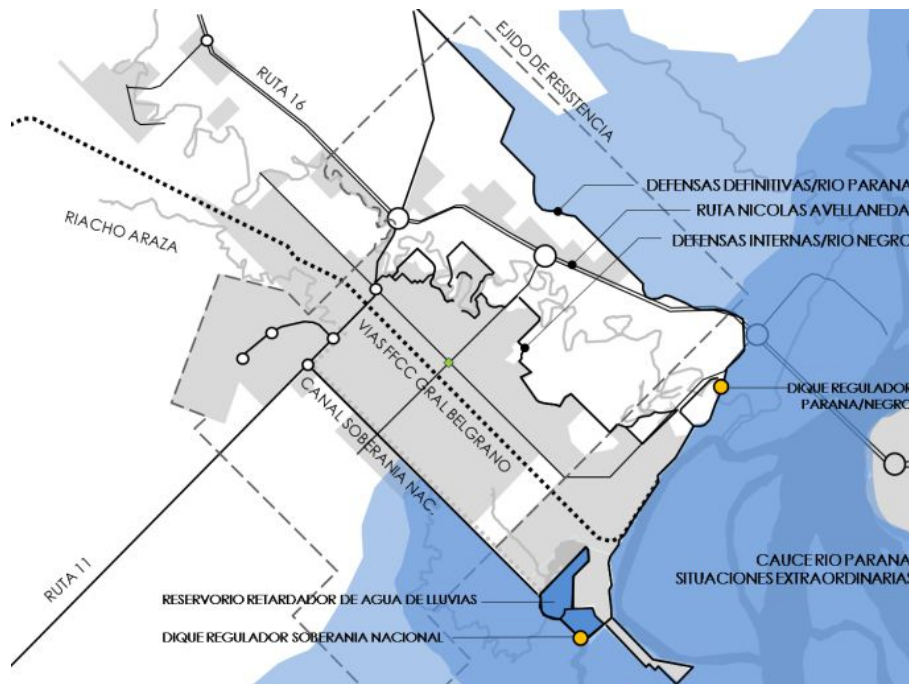 EJIDO DE RESISTENCIA
RUTA 16
DEFENSAS DEFINITIVAS/RIO PARANA
RUTA NICOLAS AVELLANEDA
DEFENSAS INTERNAS/RIO NEGRO
RIACHO ARAZA
VIAS FFCC GRAL BELGRANO
CANAL SOBERANIA NAC.
DIQUE REGULADOR
PARANA/NEGRO
RUTA 11
CAUCE RIO PARANA
SITUACIONES EXTRAORDINARIAS
RESERVORIO RETARDADOR DE AGUA DE LLUVIAS
DIQUE REGULADOR SOBERANIA NACIONAL